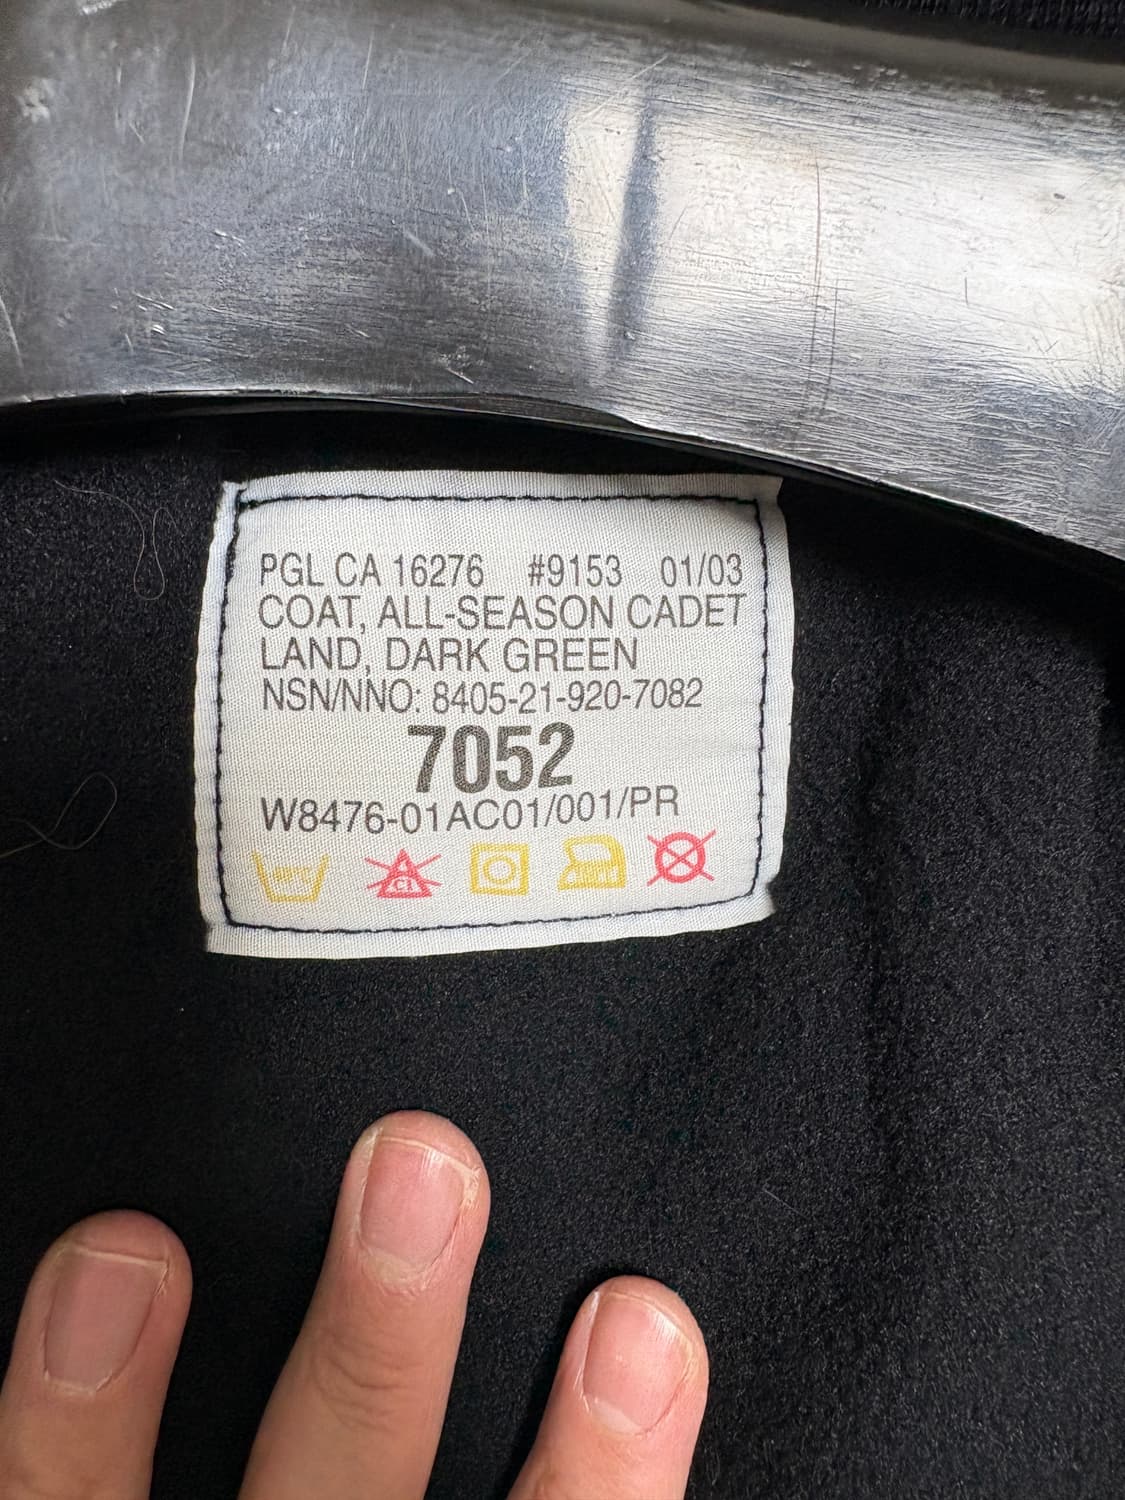 PGL CA 16276 #9153 01/03
COAT, ALL-SEASON CADET
LAND, DARK GREEN
NSN/NNO: 8405-21-920-7082
7052
W8476-01AC01/001/PR
Cl